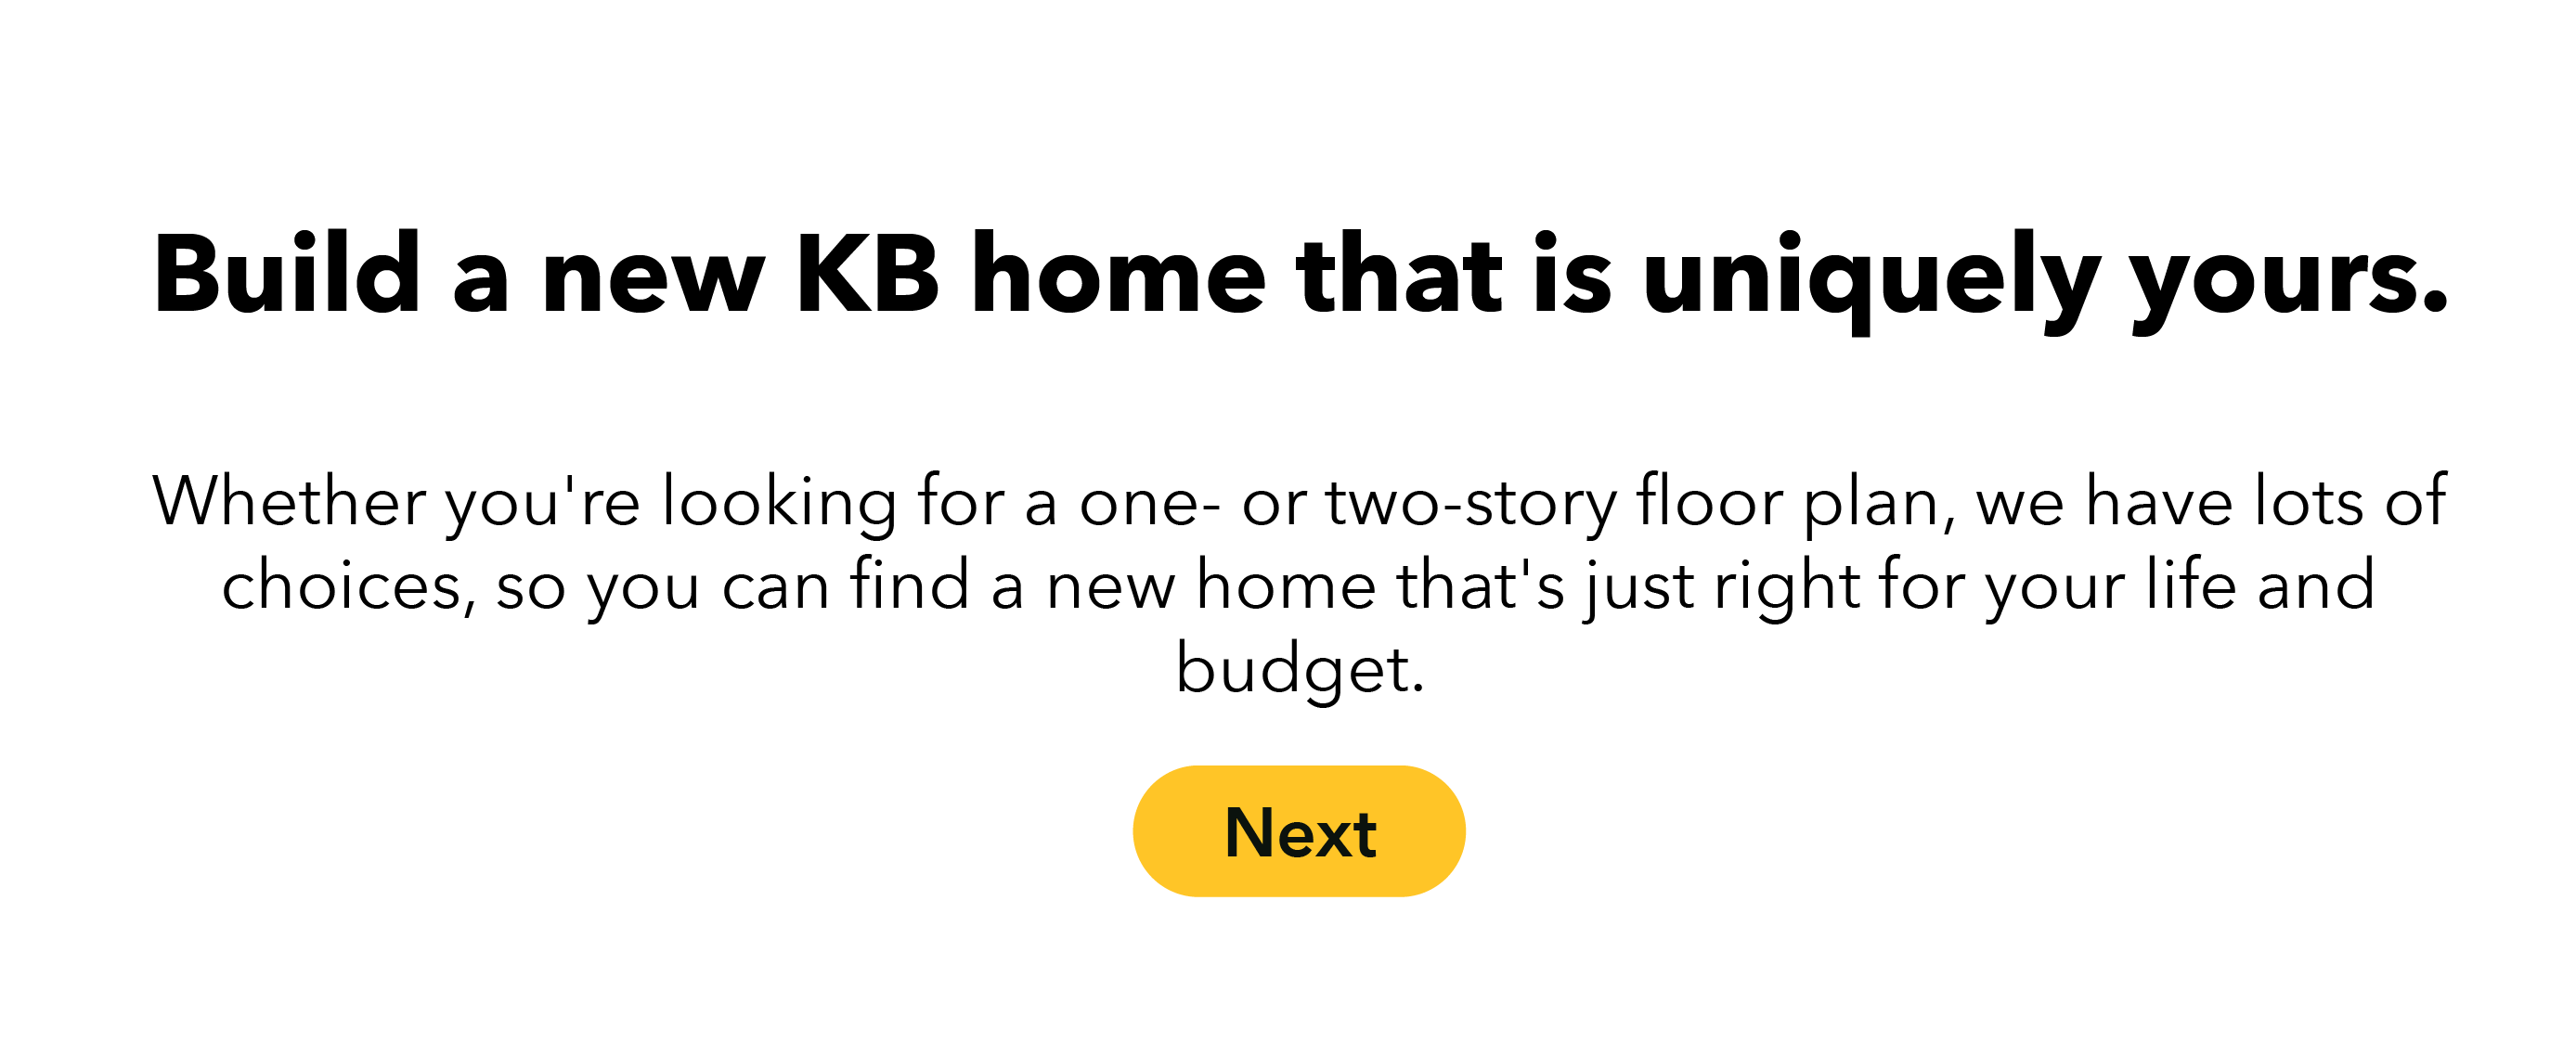 Build a new KB home that is uniquely yours.
Whether you're looking for a one- or two-story floor plan, we have lots of
choices, so you can find a new home that's just right for your life and
budget.
Next